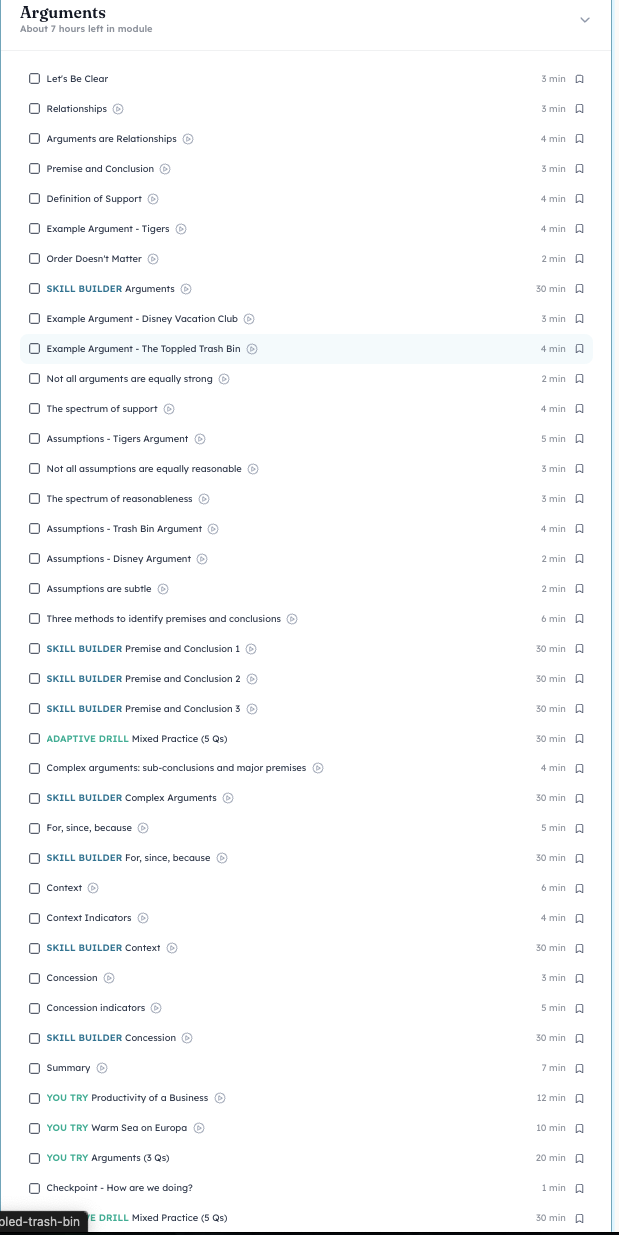 Arguments
About 7 hours left in module
Let's Be Clear 3 min
Relationships 3 min
Arguments are Relationships 4 min
Premise and Conclusion 3 min
Definition of Support 4 min
Example Argument - Tigers 4 min
Order Doesn't Matter 2 min
SKILL BUILDER Arguments 30 min
Example Argument - Disney Vacation Club 3 min
Example Argument - The Toppled Trash Bin 4 min
Not all arguments are equally strong 2 min
The spectrum of support 4 min
Assumptions - Tigers Argument 5 min
Not all assumptions are equally reasonable 3 min
The spectrum of reasonableness 3 min
Assumptions - Trash Bin Argument 4 min
Assumptions - Disney Argument 2 min
Assumptions are subtle 2 min
Three methods to identify premises and conclusions 6 min
SKILL BUILDER Premise and Conclusion 1 30 min
SKILL BUILDER Premise and Conclusion 2 30 min
SKILL BUILDER Premise and Conclusion 3 30 min
ADAPTIVE DRILL Mixed Practice (5 Qs) 30 min
Complex arguments: sub-conclusions and major premises 4 min
SKILL BUILDER Complex Arguments 30 min
For, since, because 5 min
SKILL BUILDER For, since, because 30 min
Context 6 min
Context Indicators 4 min
SKILL BUILDER Context 30 min
Concession 3 min
Concession indicators 5 min
SKILL BUILDER Concession 30 min
Summary 7 min
YOU TRY Productivity of a Business 12 min
YOU TRY Warm Sea on Europa 10 min
YOU TRY Arguments (3 Qs) 20 min
Checkpoint - How are we doing? 1 min
VE DRILL Mixed Practice (5 Qs) 30 min
pled-trash-bin